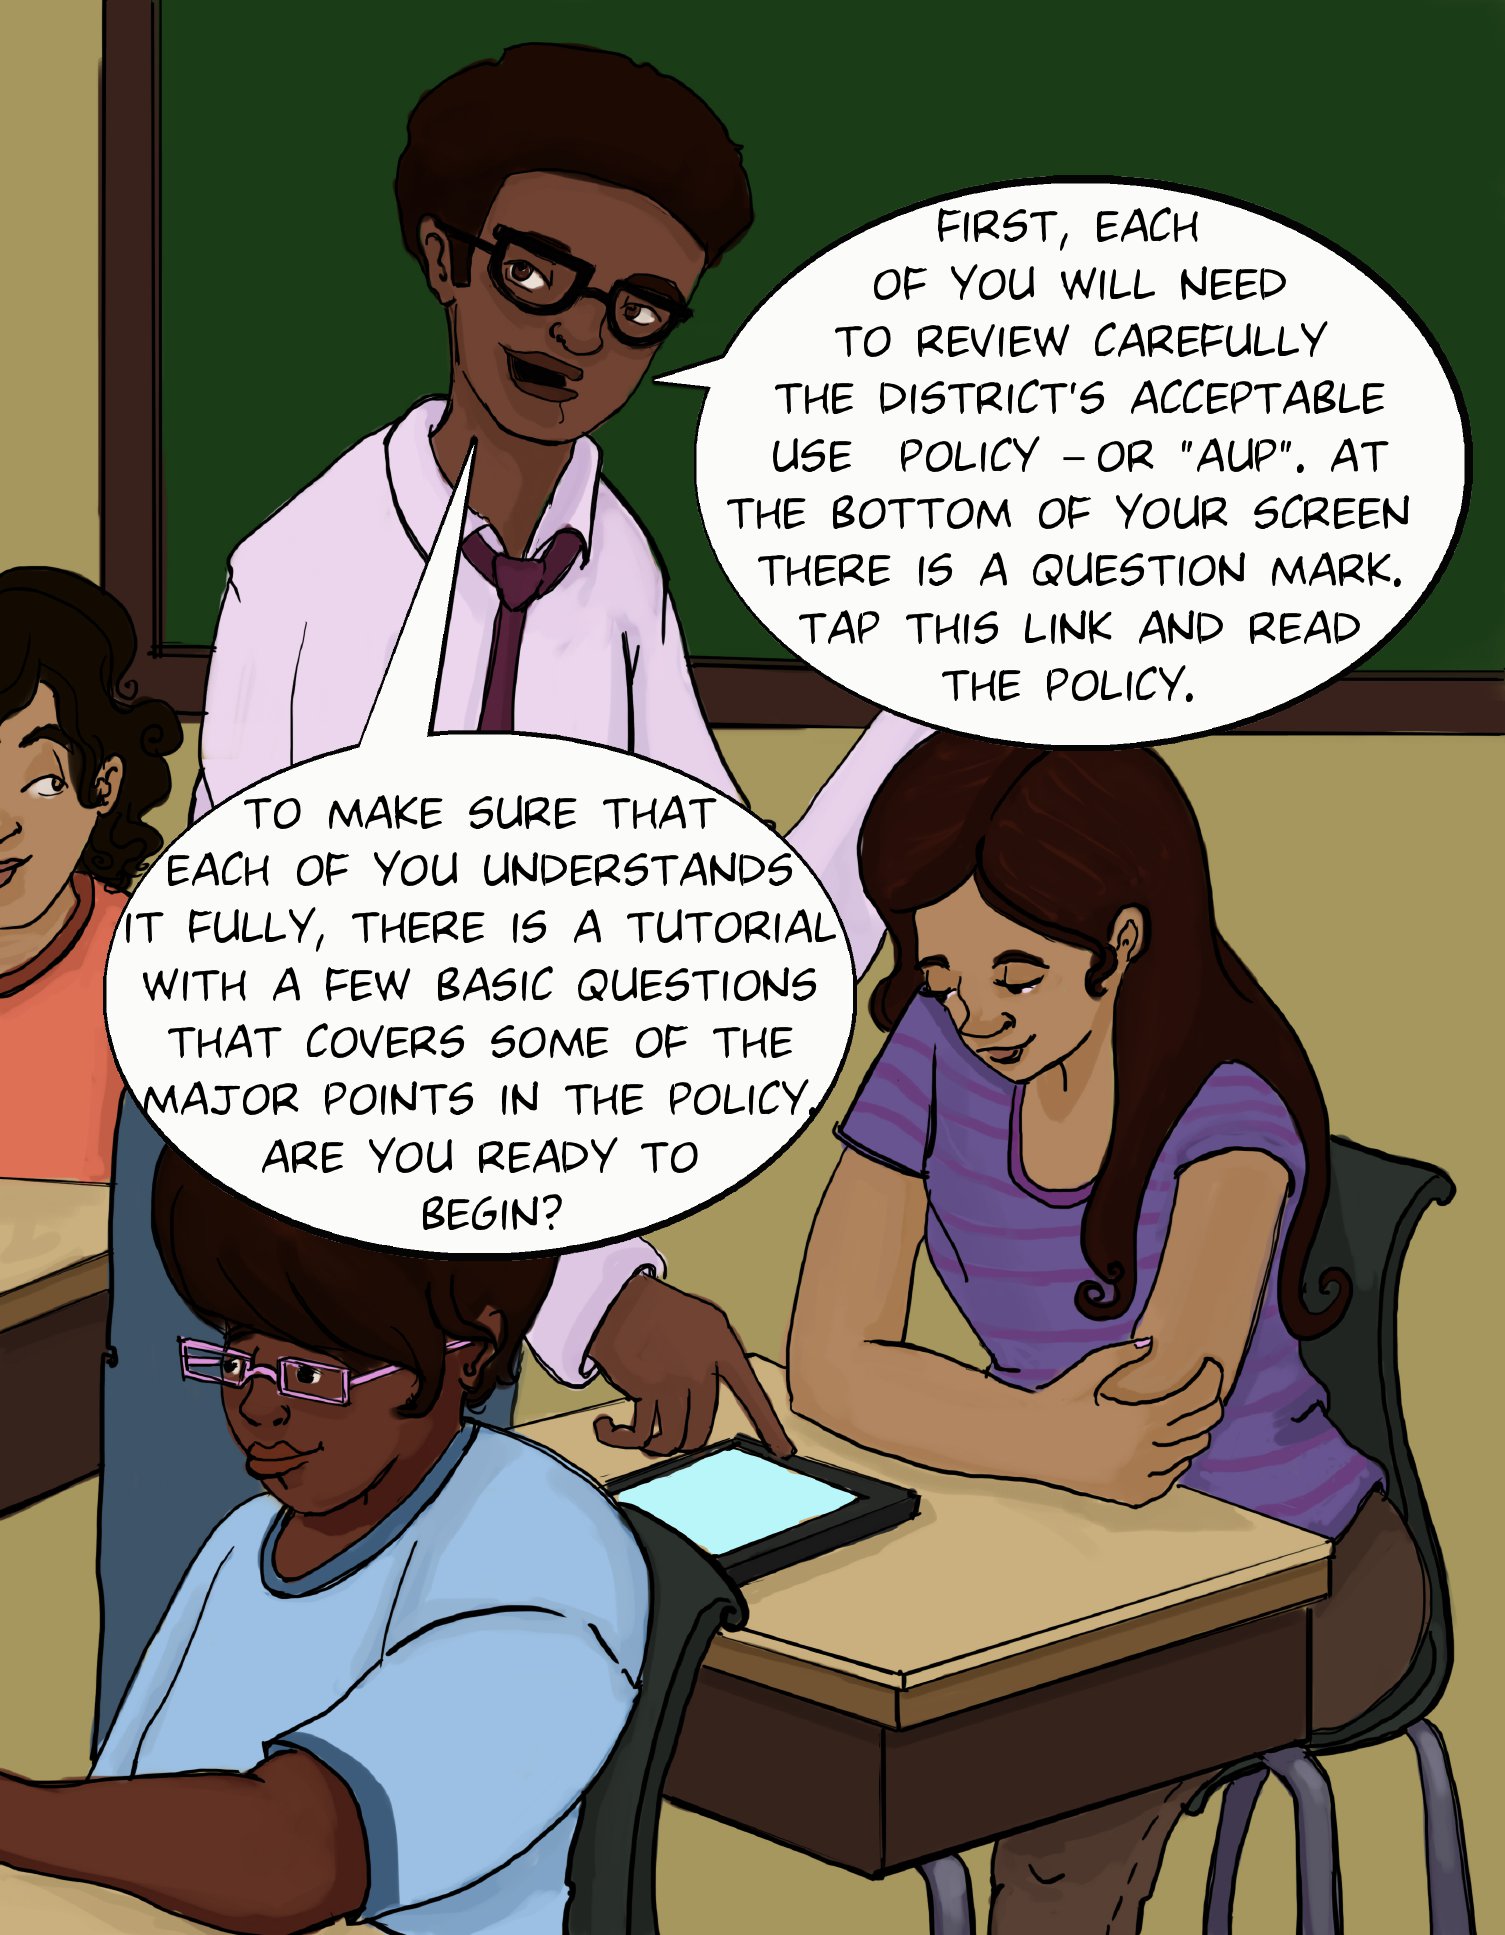 FIRST, EACH
OF YOU WILL NEED
TO REVIEW CAREFULLY
THE DISTRICT'S ACCEPTABLE
USE POLICY – OR "AUP". AT
THE BOTTOM OF YOUR SCREEN
THERE IS A QUESTION MARK.
TAP THIS LINK AND READ
THE POLICY.
TO MAKE SURE THAT
EACH OF YOU UNDERSTANDS
IT FULLY, THERE IS A TUTORIAL
WITH A FEW BASIC QUESTIONS
THAT COVERS SOME OF THE
MAJOR POINTS IN THE POLICY.
ARE YOU READY TO
BEGIN?